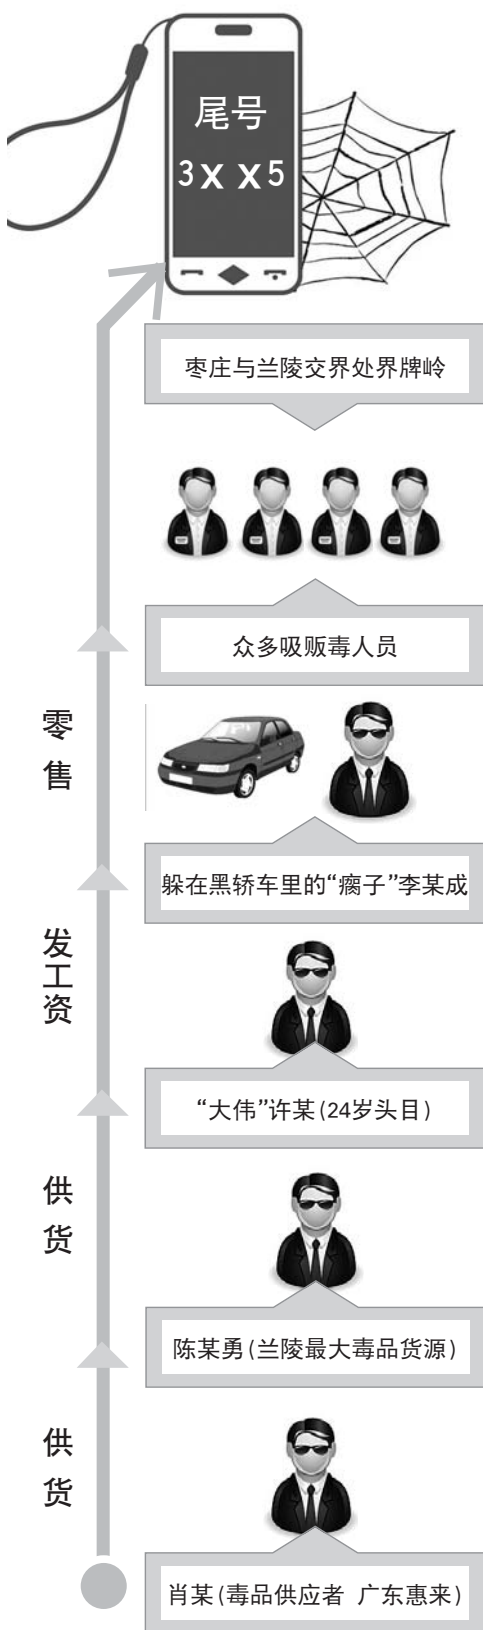 尾号
3X X5
枣庄与兰陵交界处界牌岭
众多吸贩毒人员
零售
躲在黑轿车里的“瘸子”李某成
发工资
“大伟”许某(24岁头目)
供货
陈某勇(兰陵最大毒品货源)
供货
肖某(毒品供应者 广东惠来)